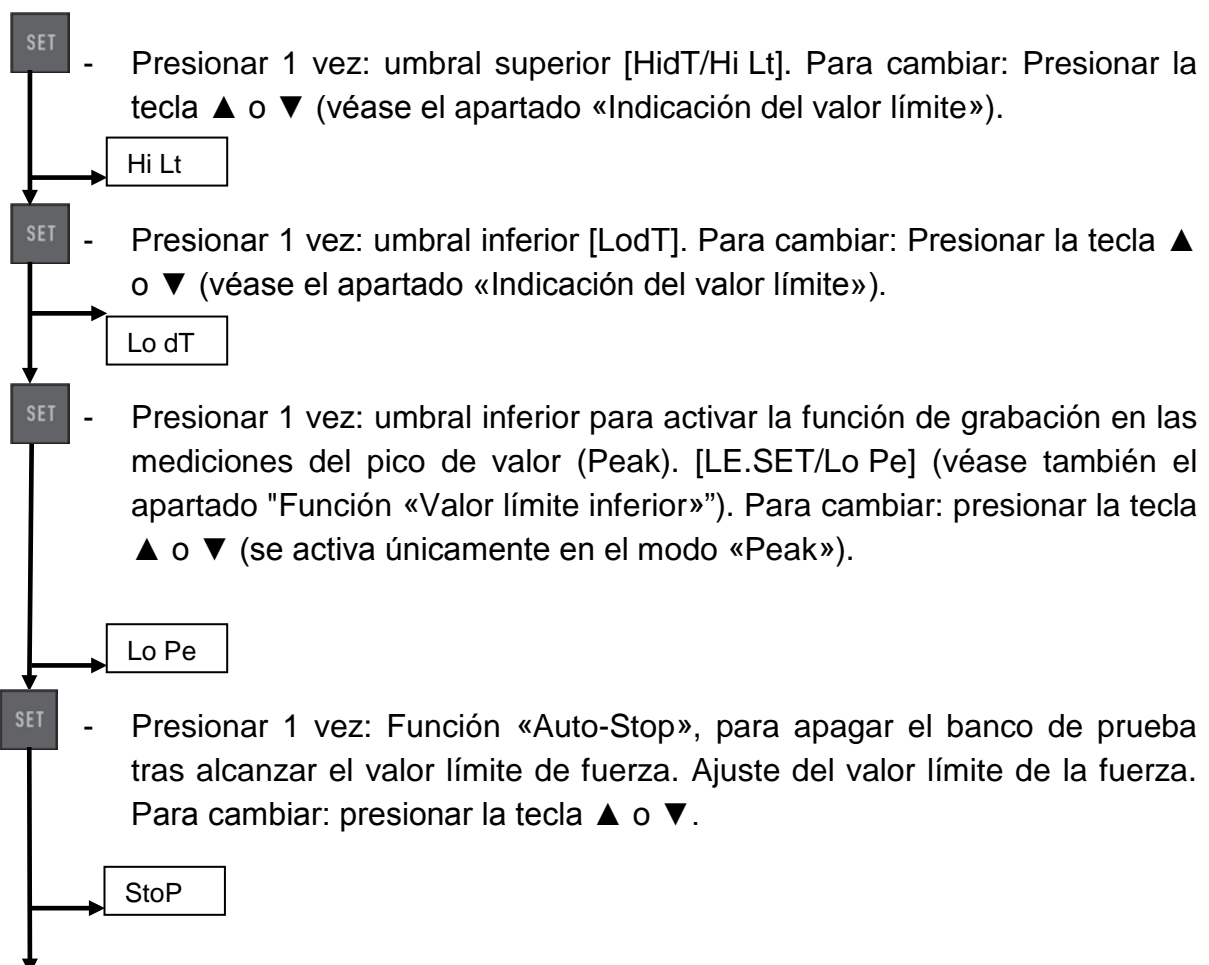 SET
- Presionar 1 vez: umbral superior [HidT/Hi Lt]. Para cambiar: Presionar la
tecla ▲ o ▼ (véase el apartado «Indicación del valor límite»).
Hi Lt
SET
- Presionar 1 vez: umbral inferior [LodT]. Para cambiar: Presionar la tecla ▲
o ▼ (véase el apartado «Indicación del valor límite»).
Lo dT
SET
- Presionar 1 vez: umbral inferior para activar la función de grabación en las
mediciones del pico de valor (Peak). [LE.SET/Lo Pe] (véase también el
apartado "Función «Valor límite inferior»”). Para cambiar: presionar la tecla
▲ o ▼ (se activa únicamente en el modo «Peak»).
Lo Pe
SET
- Presionar 1 vez: Función «Auto-Stop», para apagar el banco de prueba
tras alcanzar el valor límite de fuerza. Ajuste del valor límite de la fuerza.
Para cambiar: presionar la tecla ▲ o ▼.
StoP